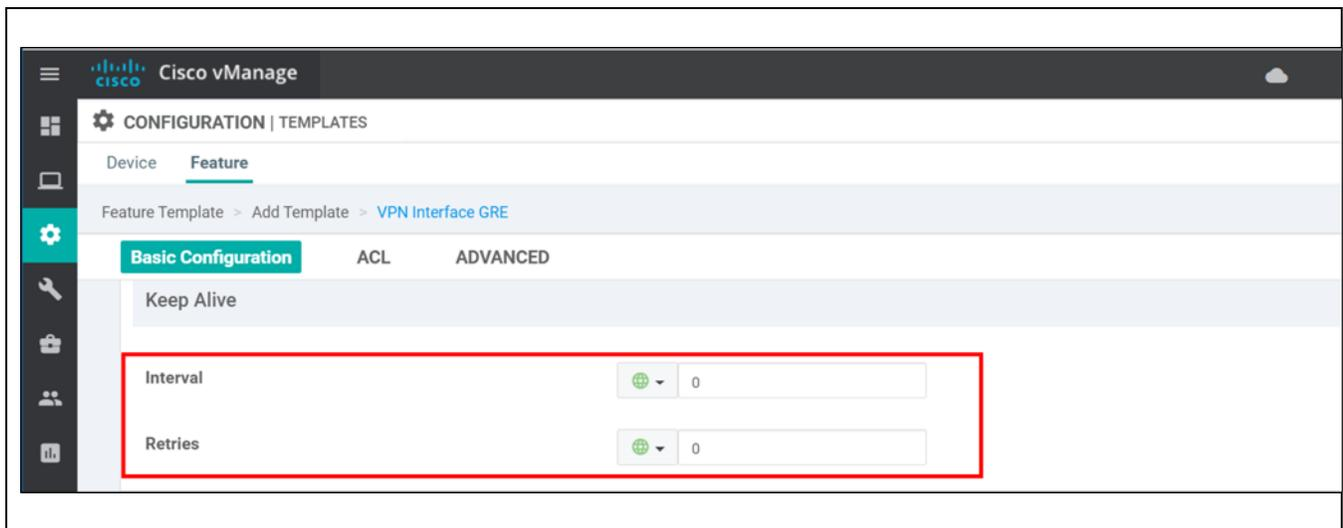 CISCO Cisco vManage
CONFIGURATION | TEMPLATES
Device Feature
Feature Template > Add Template > VPN Interface GRE
Basic Configuration ACL ADVANCED
Keep Alive
Interval 0
Retries 0